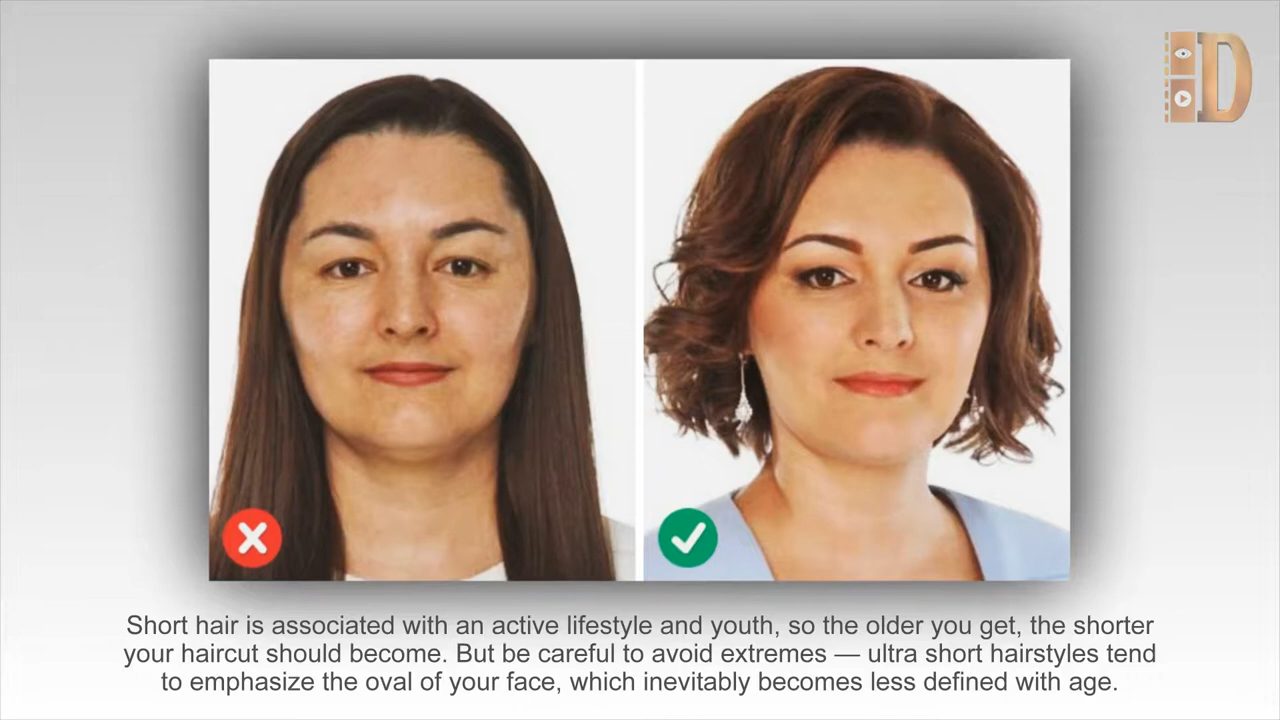 D
Short hair is associated with an active lifestyle and youth, so the older you get, the shorter
your haircut should become. But be careful to avoid extremes — ultra short hairstyles tend
to emphasize the oval of your face, which inevitably becomes less defined with age.